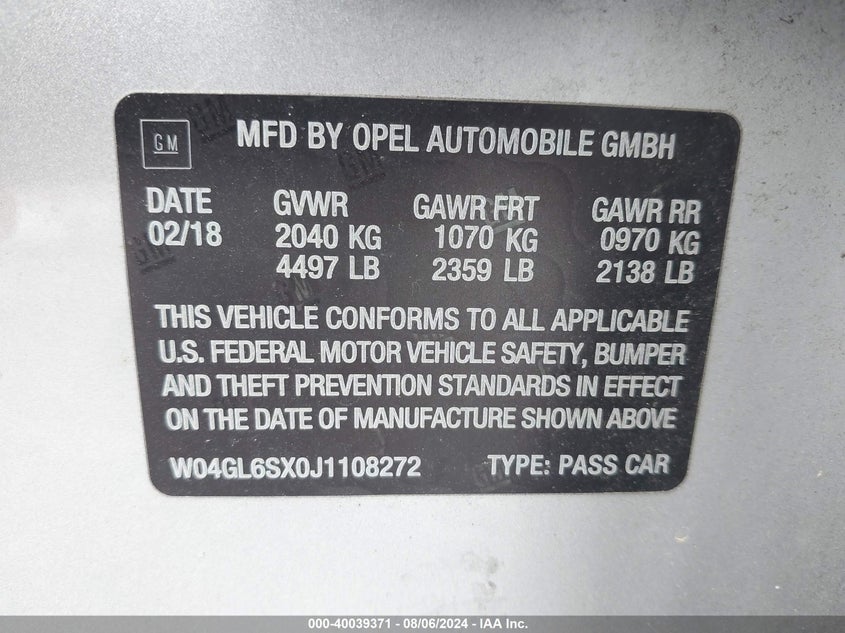 GM
MFD BY OPEL AUTOMOBILE GMBH
DATE GVWR GAWR FRT GAWR RR
02/18 2040 KG 1070 KG 0970 KG
4497 LB 2359 LB 2138 LB
THIS VEHICLE CONFORMS TO ALL APPLICABLE
U.S. FEDERAL MOTOR VEHICLE SAFETY, BUMPER
AND THEFT PREVENTION STANDARDS IN EFFECT
ON THE DATE OF MANUFACTURE SHOWN ABOVE
W04GL6SX0J1108272 TYPE: PASS CAR
000-40039371 - 08/06/2024 - IAA Inc.